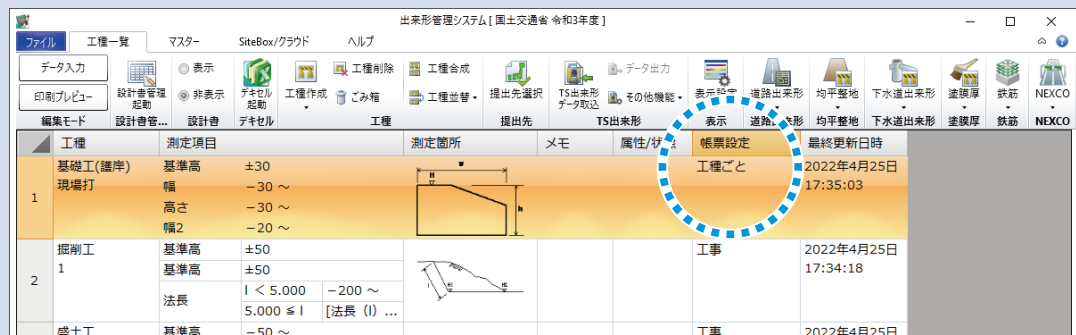 出来形管理システム [ 国土交通省 令和3年度 ]
ファイル 工種一覧 マスター SiteBox/クラウド ヘルプ
データ入力 表示 工種削除 工種合成 データ出力
印刷プレビュー 設計書管理 起動 非表示 デキセル 起動 工種作成 ごみ箱 工種並替 提出先選択 TS出来形 データ取込 その他機能 表示設定 道路出来形 均平整地 下水道出来形 塗膜厚 鉄筋 NEXCO
編集モード 設計書管... 設計書 デキセル 工種 提出先 TS出来形 表示 道路出来形 均平整地 下水道出来形 塗膜厚 鉄筋 NEXCO
工種 測定項目 測定箇所 メモ 属性/状態 帳票設定 最終更新日時
1 基礎工(護岸) 基準高 ±30 工種ごと 2022年4月25日
現場打 幅 −30 ～ 17:35:03
高さ −30 ～
幅2 −20 ～
w
H
h
2 掘削工 基準高 ±50 工事 2022年4月25日
1 基準高 ±50 17:34:18
法長 l < 5.000 −200 ～
5.000 ≦ l [法長（l）...
l H1 H2
盛土工 基準高 −50 ～ 工事 2022年4月25日